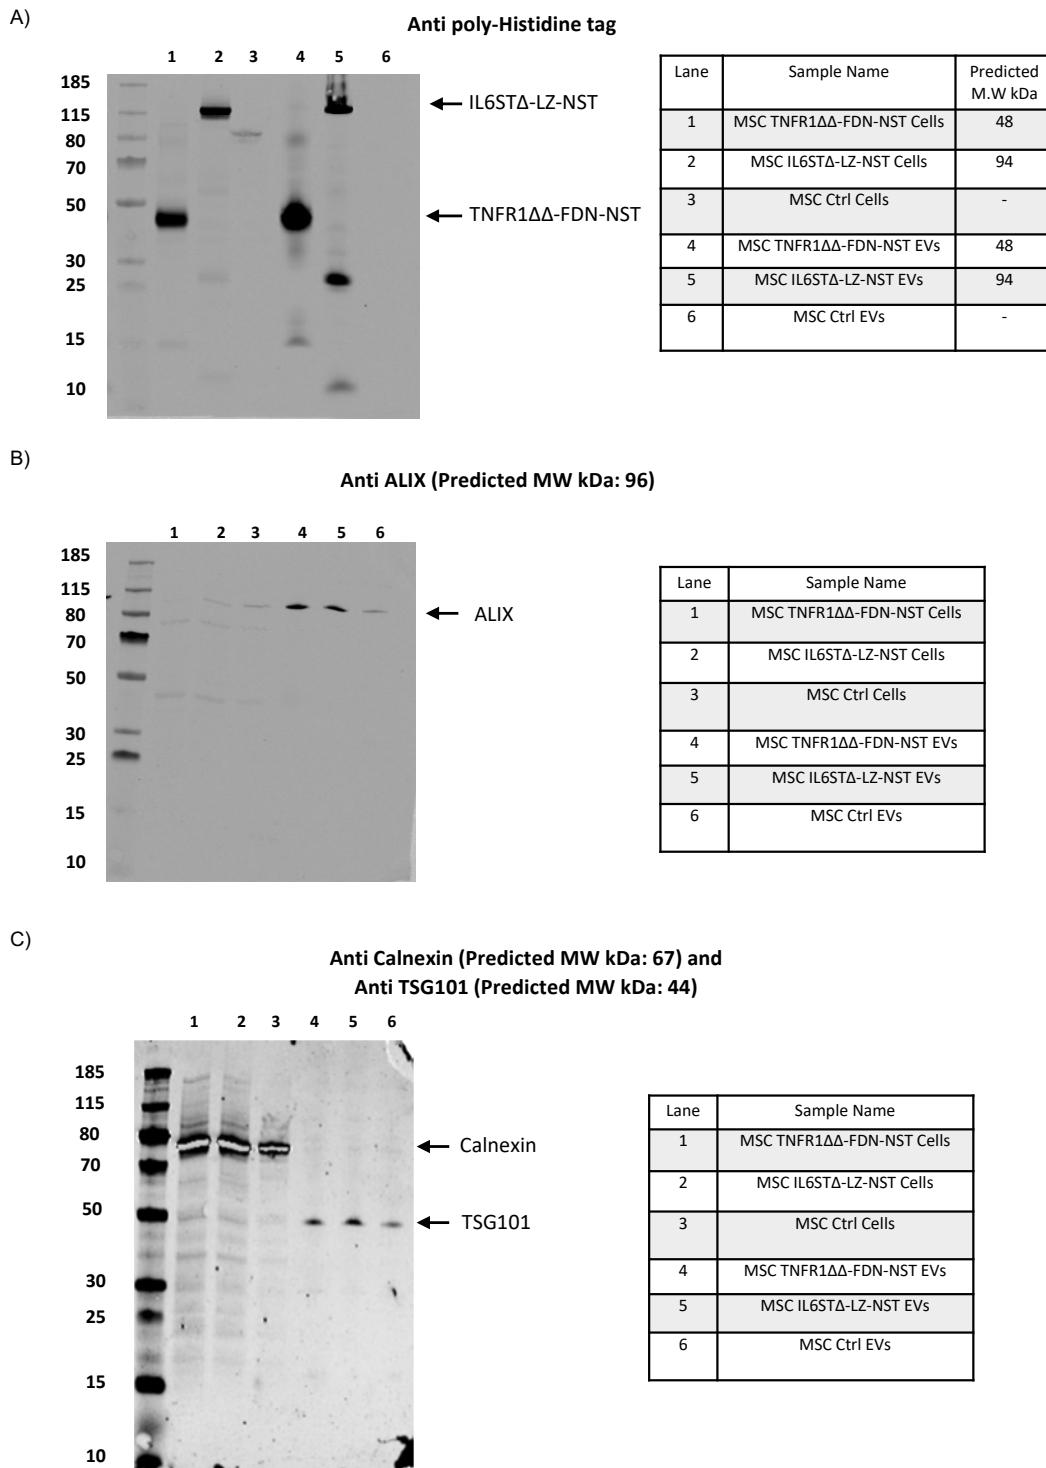 A)
Anti poly-Histidine tag
1 2 3 4 5 6
185
115
80
70
50
30
25
15
10
IL6STΔ-LZ-NST
TNFR1ΔΔ-FDN-NST
Lane Sample Name Predicted M.W kDa
1 MSC TNFR1ΔΔ-FDN-NST Cells 48
2 MSC IL6STΔ-LZ-NST Cells 94
3 MSC Ctrl Cells -
4 MSC TNFR1ΔΔ-FDN-NST EVs 48
5 MSC IL6STΔ-LZ-NST EVs 94
6 MSC Ctrl EVs -
B)
Anti ALIX (Predicted MW kDa: 96)
1 2 3 4 5 6
185
115
80
70
50
30
25
15
10
ALIX
Lane Sample Name
1 MSC TNFR1ΔΔ-FDN-NST Cells
2 MSC IL6STΔ-LZ-NST Cells
3 MSC Ctrl Cells
4 MSC TNFR1ΔΔ-FDN-NST EVs
5 MSC IL6STΔ-LZ-NST EVs
6 MSC Ctrl EVs
C)
Anti Calnexin (Predicted MW kDa: 67) and
Anti TSG101 (Predicted MW kDa: 44)
1 2 3 4 5 6
185
115
80
70
50
30
25
15
10
Calnexin
TSG101
Lane Sample Name
1 MSC TNFR1ΔΔ-FDN-NST Cells
2 MSC IL6STΔ-LZ-NST Cells
3 MSC Ctrl Cells
4 MSC TNFR1ΔΔ-FDN-NST EVs
5 MSC IL6STΔ-LZ-NST EVs
6 MSC Ctrl EVs